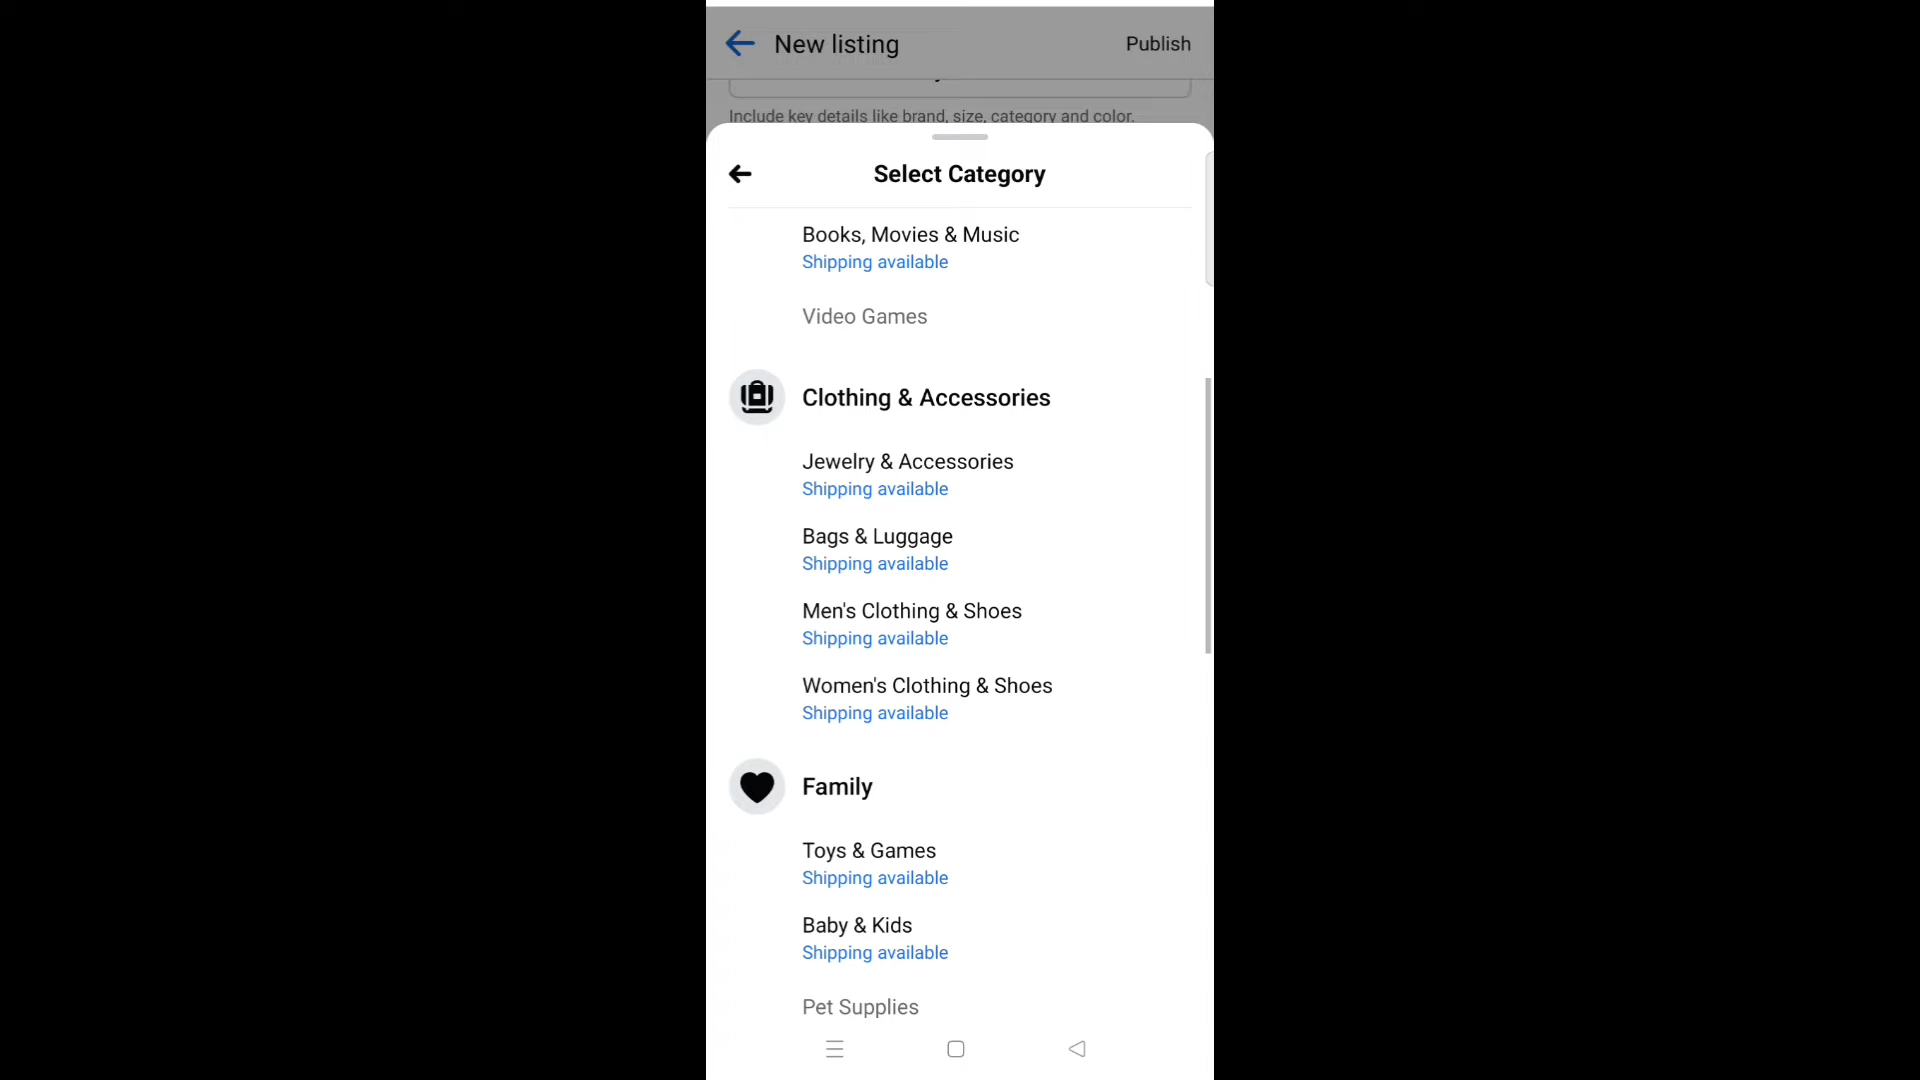 New listing
Publish
Include key details like brand, size, category and color.
Select Category
Books, Movies & Music
Shipping available
Video Games
Clothing & Accessories
Jewelry & Accessories
Shipping available
Bags & Luggage
Shipping available
Men's Clothing & Shoes
Shipping available
Women's Clothing & Shoes
Shipping available
Family
Toys & Games
Shipping available
Baby & Kids
Shipping available
Pet Supplies